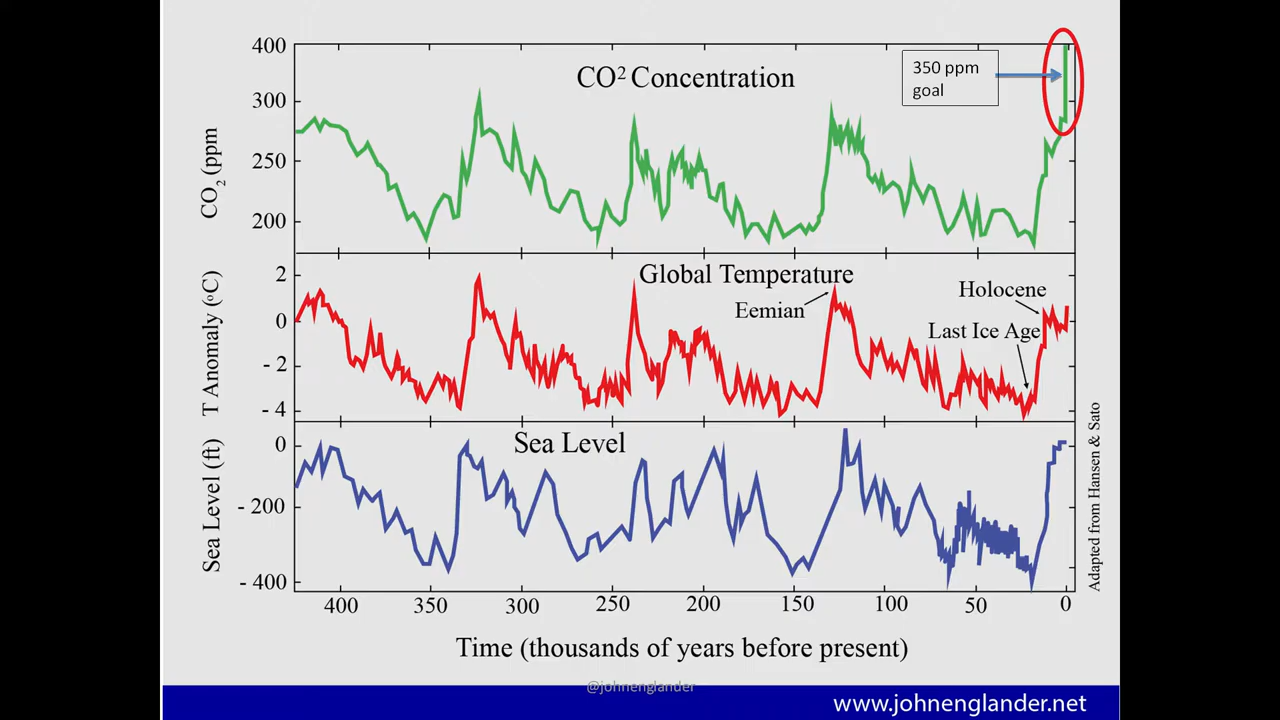 400
CO² Concentration
350 ppm
goal
300
250
200
CO₂ (ppm
Global Temperature
2
0
- 2
- 4
T Anomaly (ºC)
Eemian
Holocene
Last Ice Age
Sea Level
0
- 200
- 400
Sea Level (ft)
Adapted from Hansen & Sato
400 350 300 250 200 150 100 50 0
Time (thousands of years before present)
@johnenglander
www.johnenglander.net